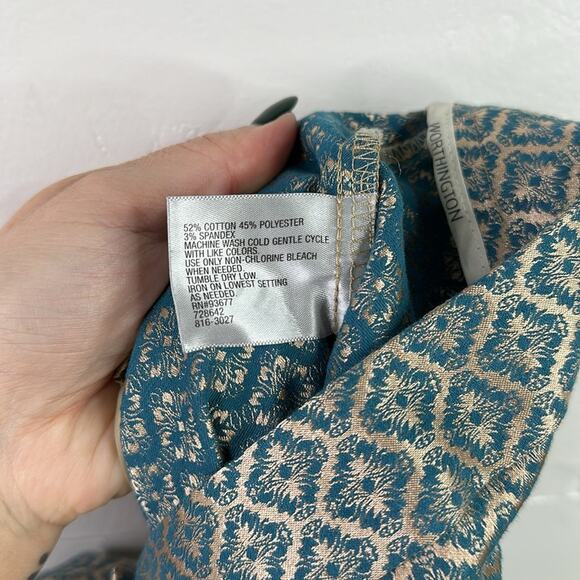 52% COTTON 45% POLYESTER
3% SPANDEX
MACHINE WASH COLD GENTLE CYCLE
WITH LIKE COLORS.
USE ONLY NON-CHLORINE BLEACH
WHEN NEEDED.
TUMBLE DRY LOW.
IRON ON LOWEST SETTING
AS NEEDED.
RN#93677
728642
816-3027
WORTHINGTON